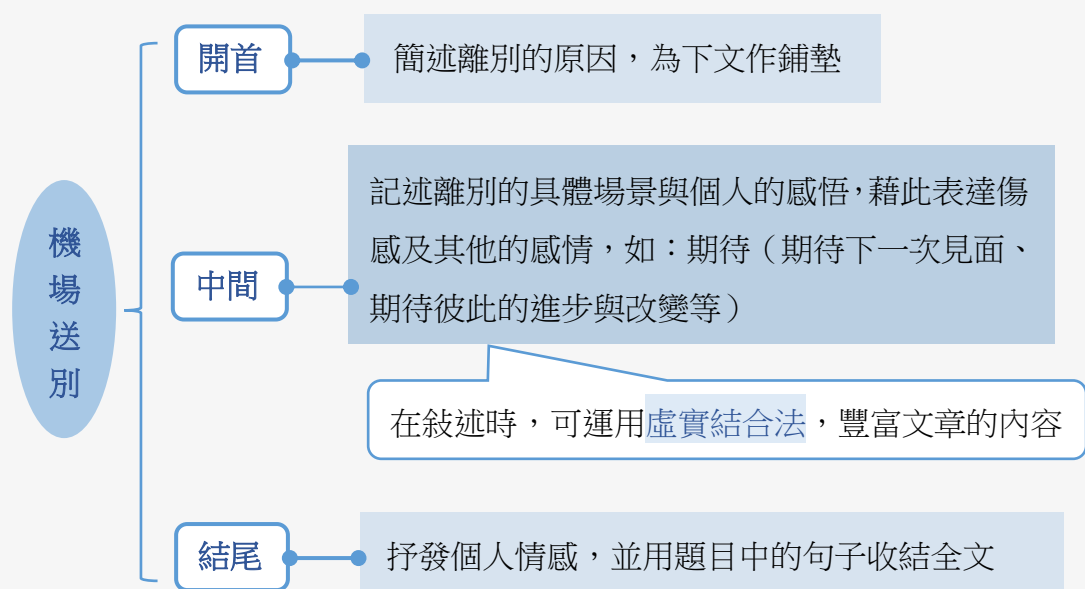 機場送別
開首
簡述離別的原因，為下文作鋪墊
中間
記述離別的具體場景與個人的感悟，藉此表達傷
感及其他的感情，如：期待（期待下一次見面、
期待彼此的進步與改變等）
在敍述時，可運用虛實結合法，豐富文章的內容
結尾
抒發個人情感，並用題目中的句子收結全文